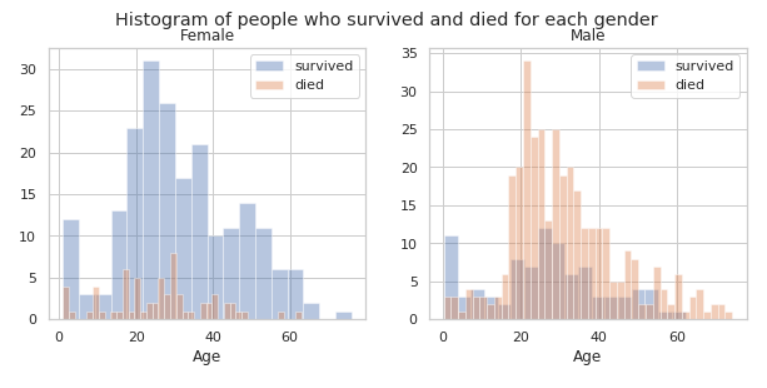 Histogram of people who survived and died for each gender
Female
survived
died
30
25
20
15
10
5
0
0 20 40 60
Age
Male
survived
died
35
30
25
20
15
10
5
0
0 20 40 60
Age